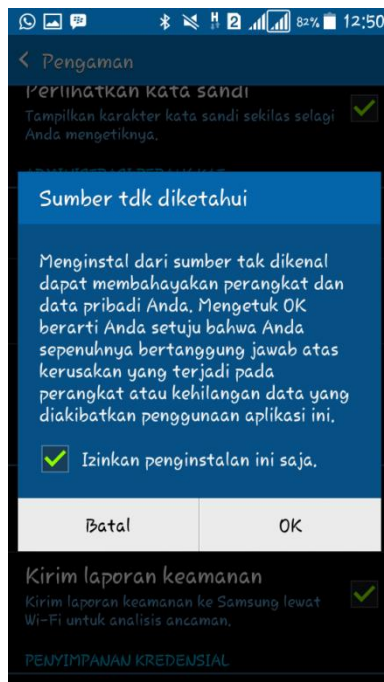 2 82% 12:50
Pengaman
Perlihatkan kata sandi
Tampilkan karakter kata sandi sekilas selagi
Anda mengetiknya.
Sumber tdk diketahui
Menginstal dari sumber tak dikenal
dapat membahayakan perangkat dan
data pribadi Anda. Mengetuk OK
berarti Anda setuju bahwa Anda
sepenuhnya bertanggung jawab atas
kerusakan yang terjadi pada
perangkat atau kehilangan data yang
diakibatkan penggunaan aplikasi ini.
Izinkan penginstalan ini saja.
Batal OK
Kirim laporan keamanan
Kirim laporan keamanan ke Samsung lewat
Wi-Fi untuk analisis ancaman.
PENYIMPANAN KREDENSIAL